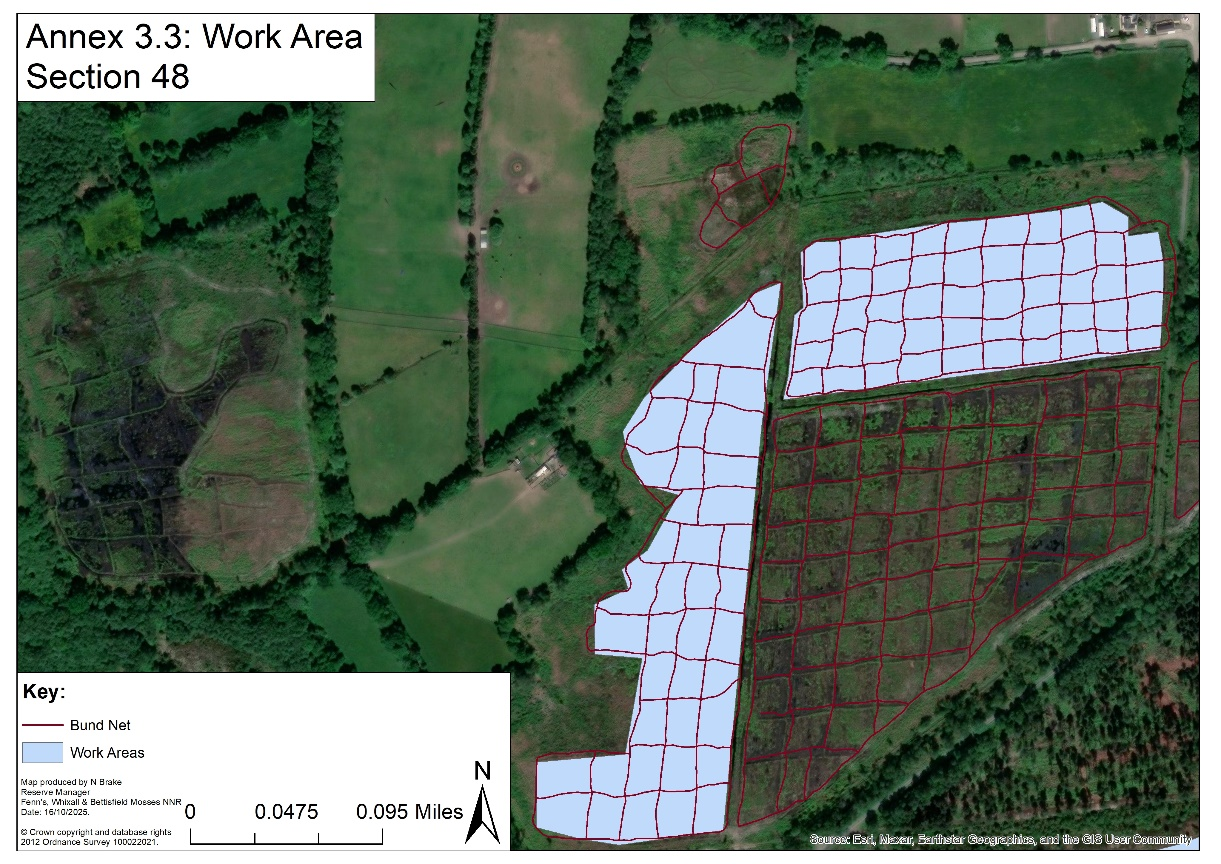 Annex 3.3: Work Area
Section 48
Key:
Bund Net
Work Areas
Map produced by N Brake
Reserve Manager
Fenn's, Whixall & Bettisfield Mosses NNR
Date: 16/10/2025.
© Crown copyright and database rights
2012 Ordnance Survey 100022021.
0 0.0475 0.095 Miles
N
Source: Esri, Maxar, Earthstar Geographics, and the GIS User Community